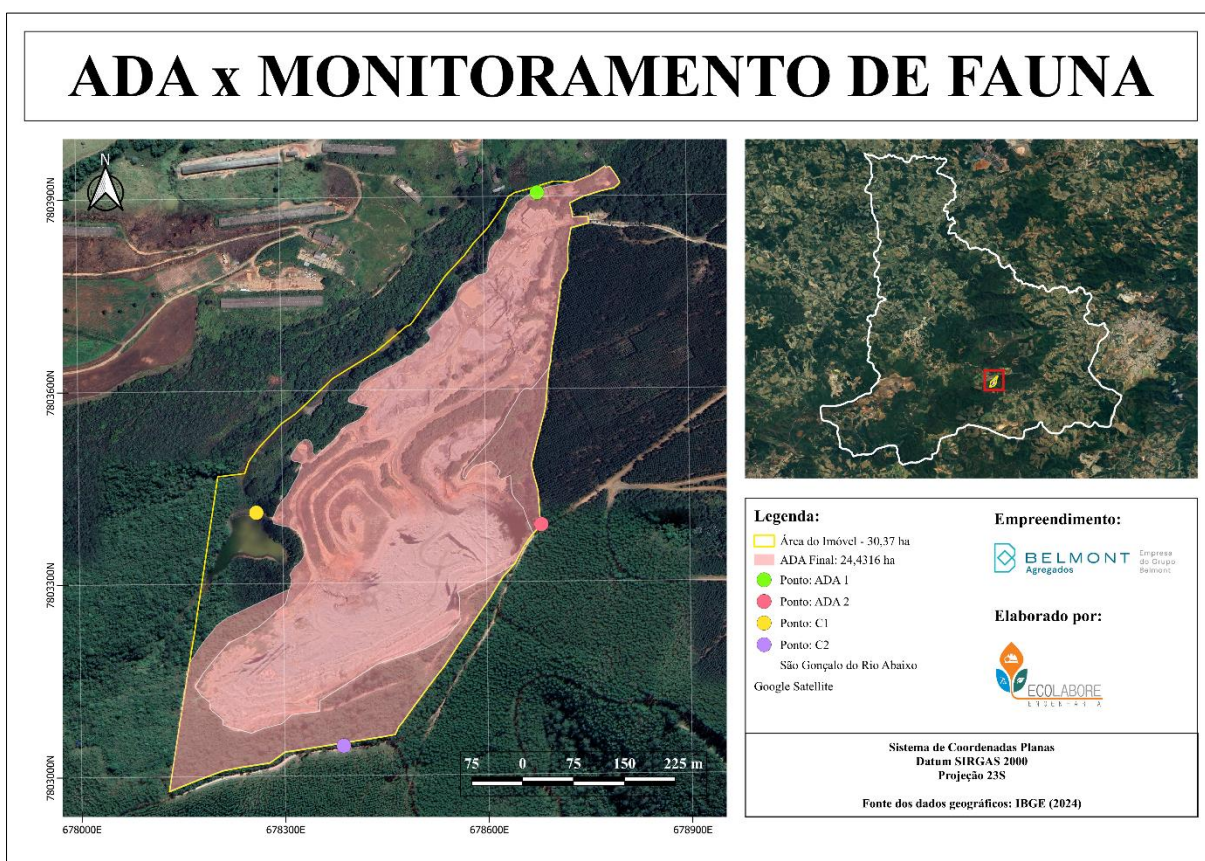 ADA x MONITORAMENTO DE FAUNA
N
7803900N
7803600N
7803300N
7803000N
678000E
678300E
678600E
678900E
75 0 75 150 225 m
Legenda:
Área do Imóvel - 30,37 ha
ADA Final: 24,4316 ha
Ponto: ADA 1
Ponto: ADA 2
Ponto: C1
Ponto: C2
São Gonçalo do Rio Abaixo
Google Satellite
Empreendimento:
BELMONT
Agregados
Empresa
do Grupo
Belmont
Elaborado por:
ECOLABORE
ENGENHARIA
Sistema de Coordenadas Planas
Datum SIRGAS 2000
Projeção 23S
Fonte dos dados geográficos: IBGE (2024)